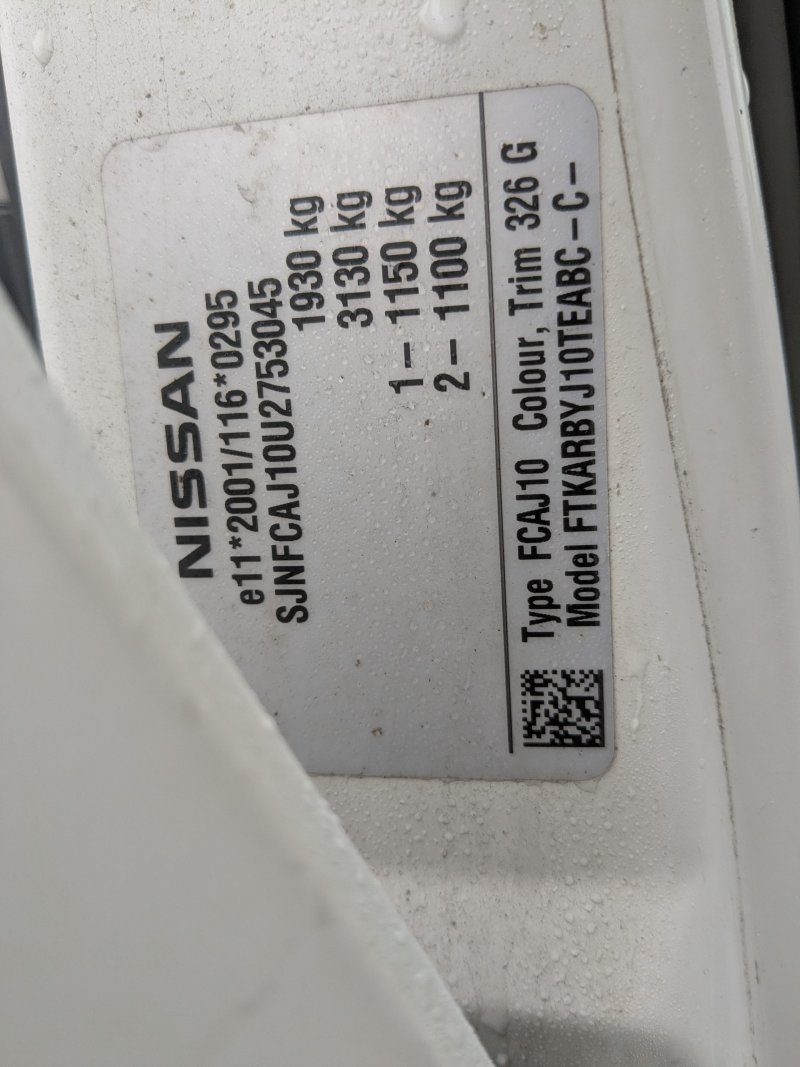 NISSAN
e11*2001/116*0295
SJNFCAJ10U2753045
1930 kg
3130 kg
1– 1150 kg
2– 1100 kg
Type FCAJ10 Colour, Trim 326 G
Model FTKARBYJ10TEABC–C–